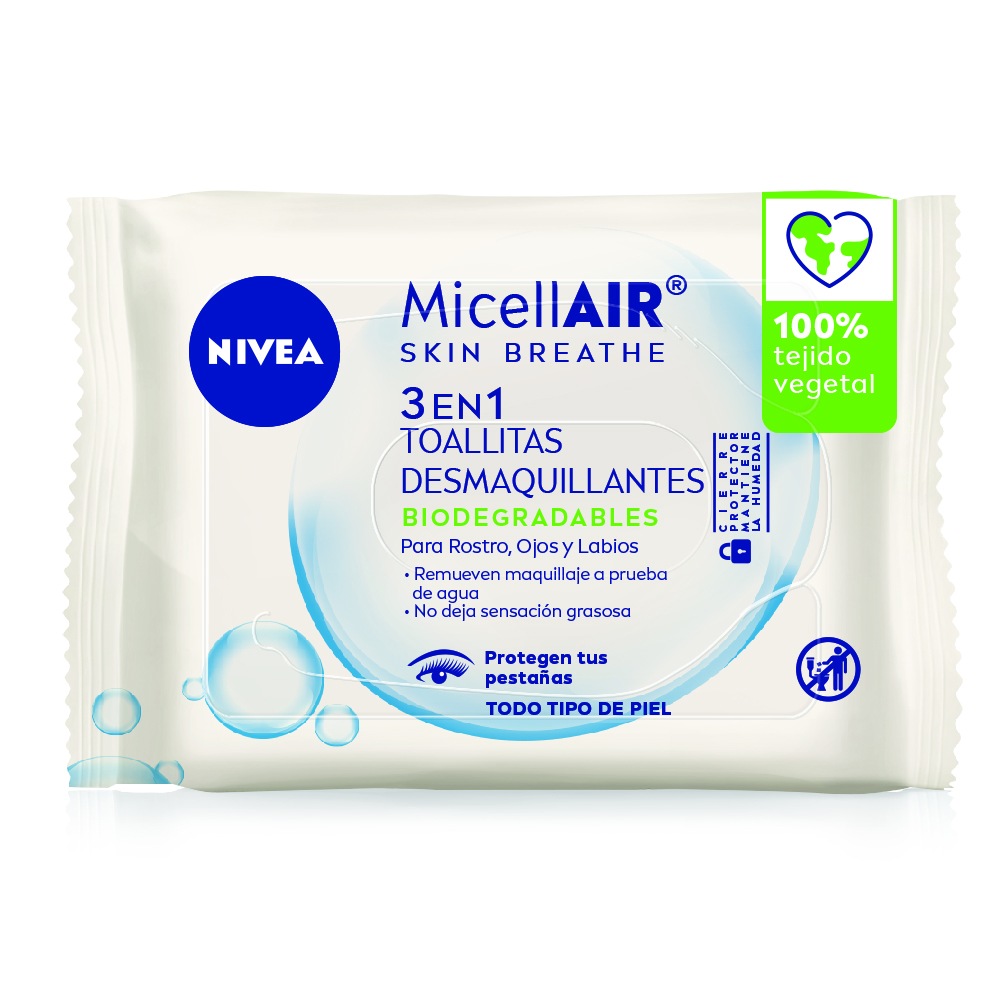 NIVEA
MicellAIR®
SKIN BREATHE
3 EN 1
TOALLITAS
DESMAQUILLANTES
BIODEGRADABLES
Para Rostro, Ojos y Labios
• Remueven maquillaje a prueba
de agua
• No deja sensación grasosa
Protegen tus
pestañas
TODO TIPO DE PIEL
100%
tejido
vegetal
CIERRE
PROTECTOR
MANTIENE
LA HUMEDAD